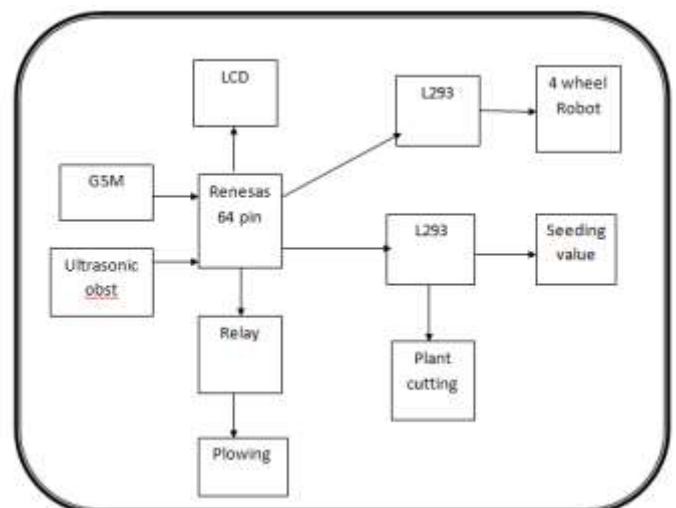 LCD
L293
4 wheel
Robot
GSM
Renesas
64 pin
L293
Seeding
value
Ultrasonic
obst
Relay
Plant
cutting
Plowing